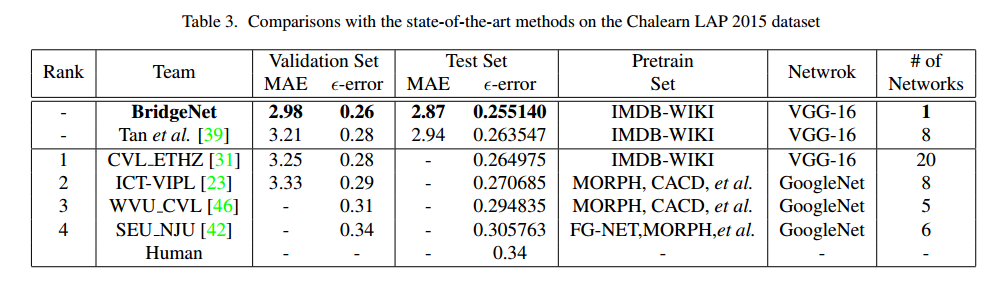 Table 3. Comparisons with the state-of-the-art methods on the Chalearn LAP 2015 dataset
Rank Team Validation Set Test Set Pretrain Set Netwrok # of Networks
MAE ϵ-error MAE ϵ-error
- BridgeNet 2.98 0.26 2.87 0.255140 IMDB-WIKI VGG-16 1
- Tan et al. [39] 3.21 0.28 2.94 0.263547 IMDB-WIKI VGG-16 8
1 CVL_ETHZ [31] 3.25 0.28 - 0.264975 IMDB-WIKI VGG-16 20
2 ICT-VIPL [23] 3.33 0.29 - 0.270685 MORPH, CACD, et al. GoogleNet 8
3 WVU_CVL [46] - 0.31 - 0.294835 MORPH, CACD, et al. GoogleNet 5
4 SEU_NJU [42] - 0.34 - 0.305763 FG-NET,MORPH,et al. GoogleNet 6
Human - - - 0.34 - - -